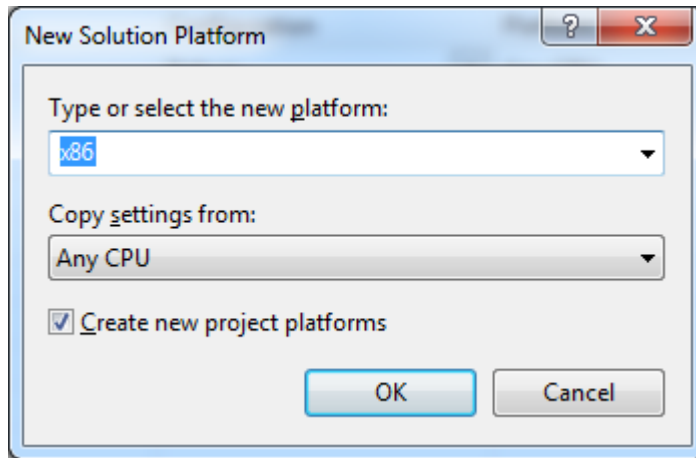 New Solution Platform
Type or select the new platform:
x86
Copy settings from:
Any CPU
Create new project platforms
OK
Cancel